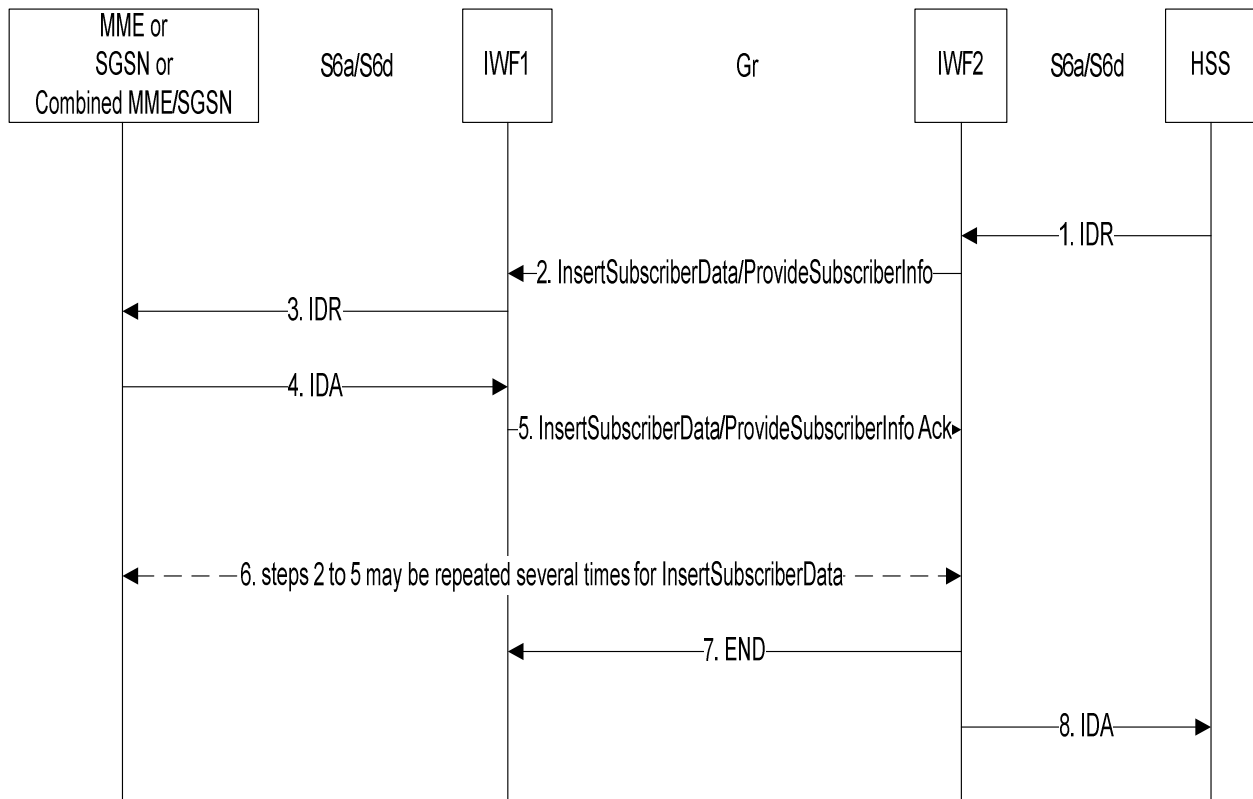 MME or
SGSN or
Combined MME/SGSN
S6a/S6d
IWF1
Gr
IWF2
S6a/S6d
HSS
1. IDR
2. InsertSubscriberData/ProvideSubscriberInfo
3. IDR
4. IDA
5. InsertSubscriberData/ProvideSubscriberInfo Ack
6. steps 2 to 5 may be repeated several times for InsertSubscriberData
7. END
8. IDA